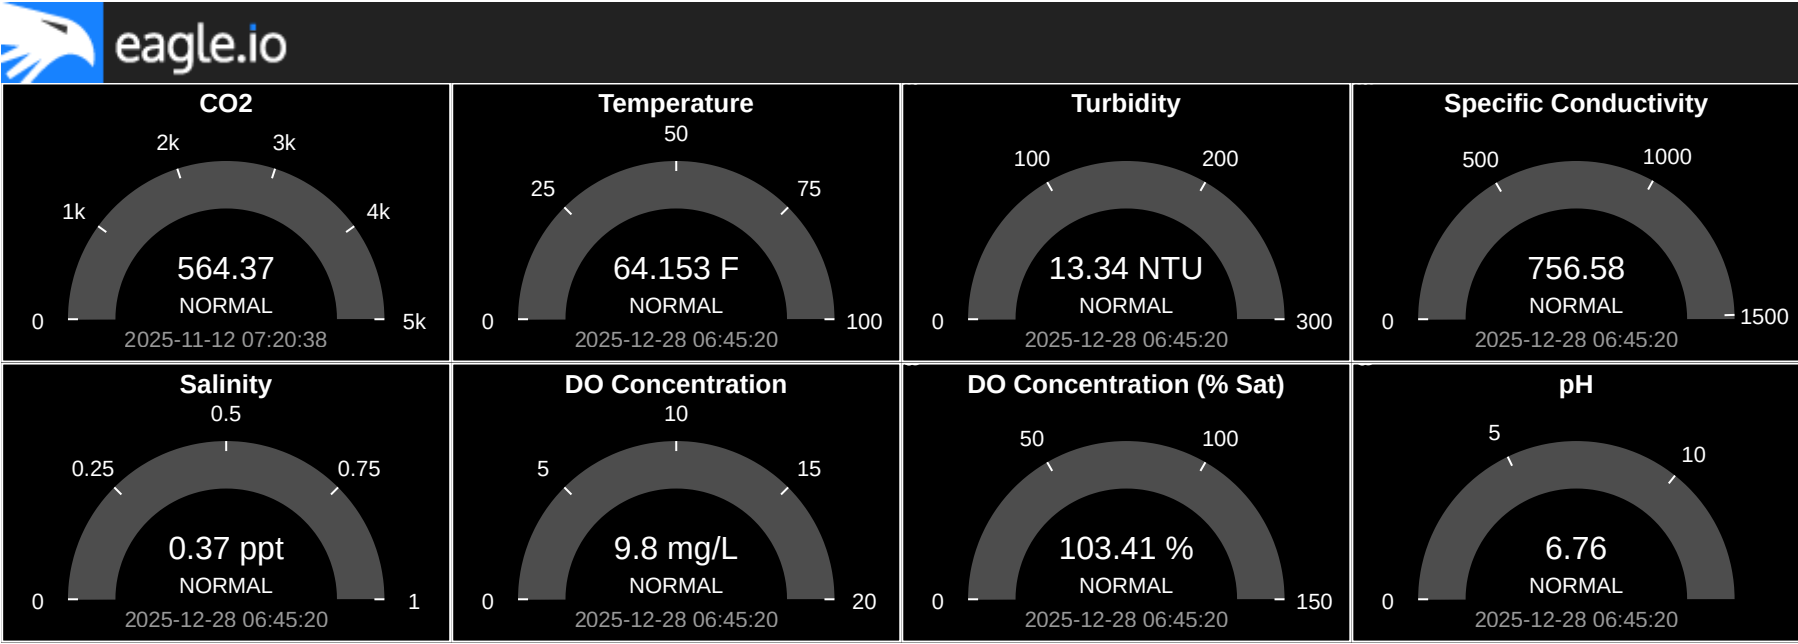 eagle.io
CO2
2k
3k
1k
4k
564.37
NORMAL
0
5k
2025-11-12 07:20:38
Temperature
50
25
75
64.153 F
NORMAL
0
100
2025-12-28 06:45:20
Turbidity
100
200
13.34 NTU
NORMAL
0
300
2025-12-28 06:45:20
Specific Conductivity
500
1000
756.58
NORMAL
0
1500
2025-12-28 06:45:20
Salinity
0.5
0.25
0.75
0.37 ppt
NORMAL
0
1
2025-12-28 06:45:20
DO Concentration
10
5
15
9.8 mg/L
NORMAL
0
20
2025-12-28 06:45:20
DO Concentration (% Sat)
50
100
103.41 %
NORMAL
0
150
2025-12-28 06:45:20
pH
5
10
6.76
NORMAL
0
2025-12-28 06:45:20